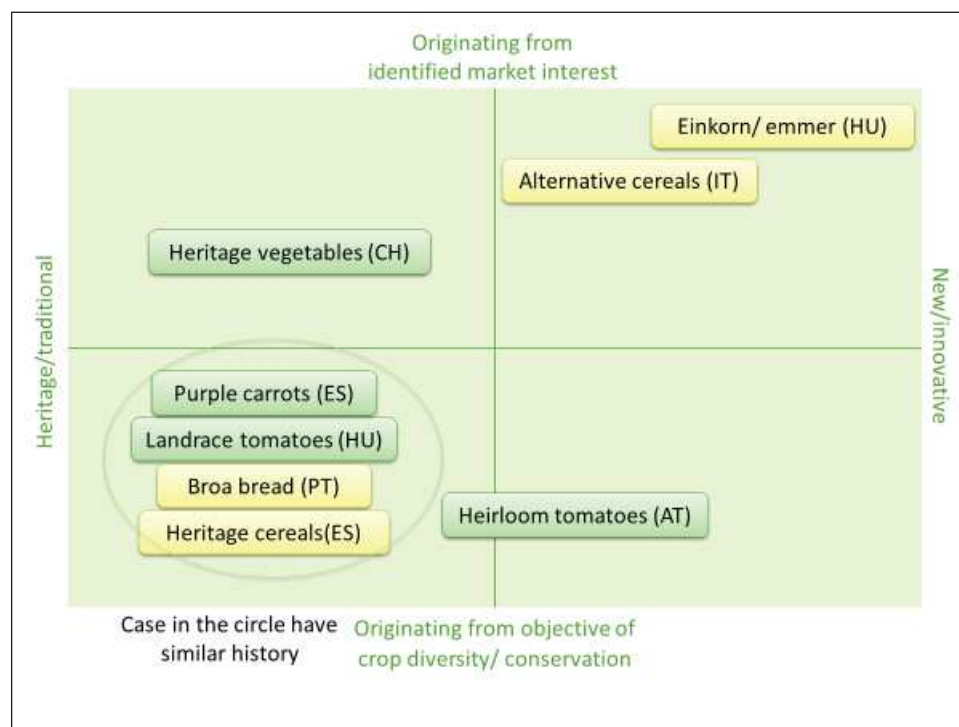 Originating from
identified market interest
Einkorn/ emmer (HU)
Alternative cereals (IT)
Heritage vegetables (CH)
Heritage/traditional
New/innovative
Purple carrots (ES)
Landrace tomatoes (HU)
Broa bread (PT)
Heritage cereals(ES)
Heirloom tomatoes (AT)
Case in the circle have
similar history
Originating from objective of
crop diversity/ conservation